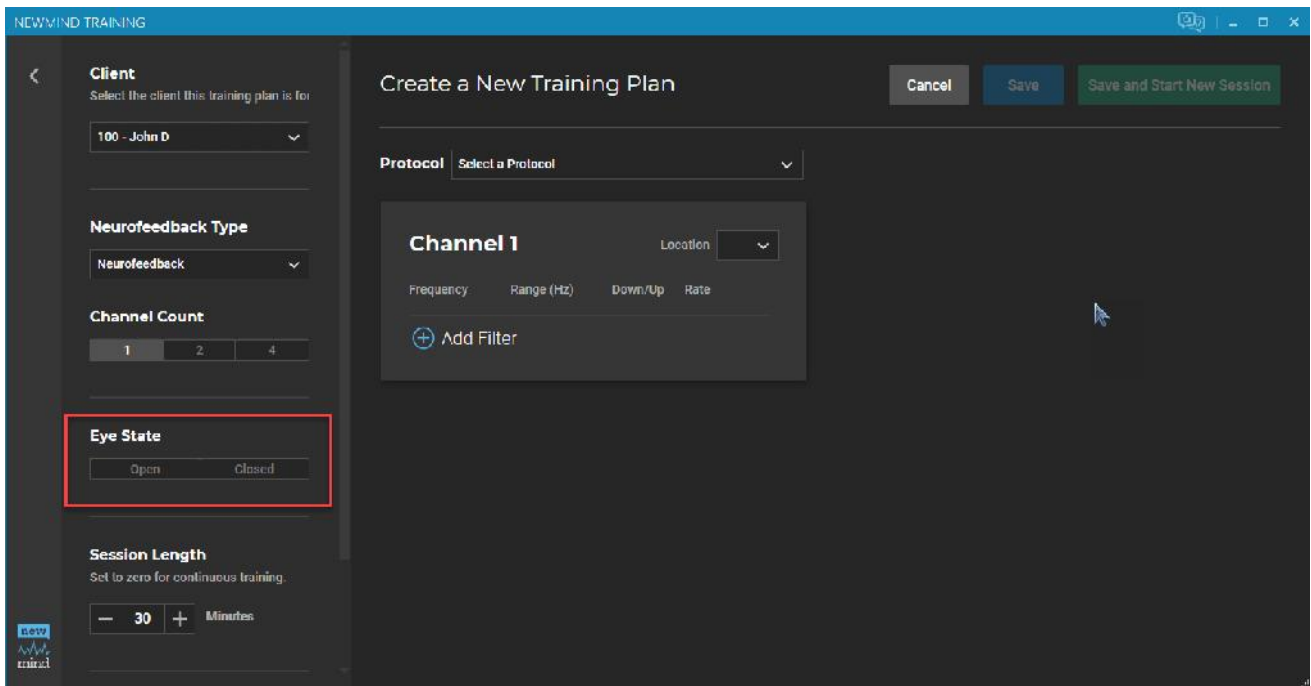 NEWMIND TRAINING
Client
Select the client this training plan is for
100 - John D
Neurofeedback Type
Neurofeedback
Channel Count
1 2 4
Eye State
Open Closed
Session Length
Set to zero for continuous training.
— 30 + Minutes
new
mind
Create a New Training Plan
Cancel
Save
Save and Start New Session
Protocol Select a Protocol
Channel 1
Location
Frequency Range (Hz) Down/Up Rate
Add Filter